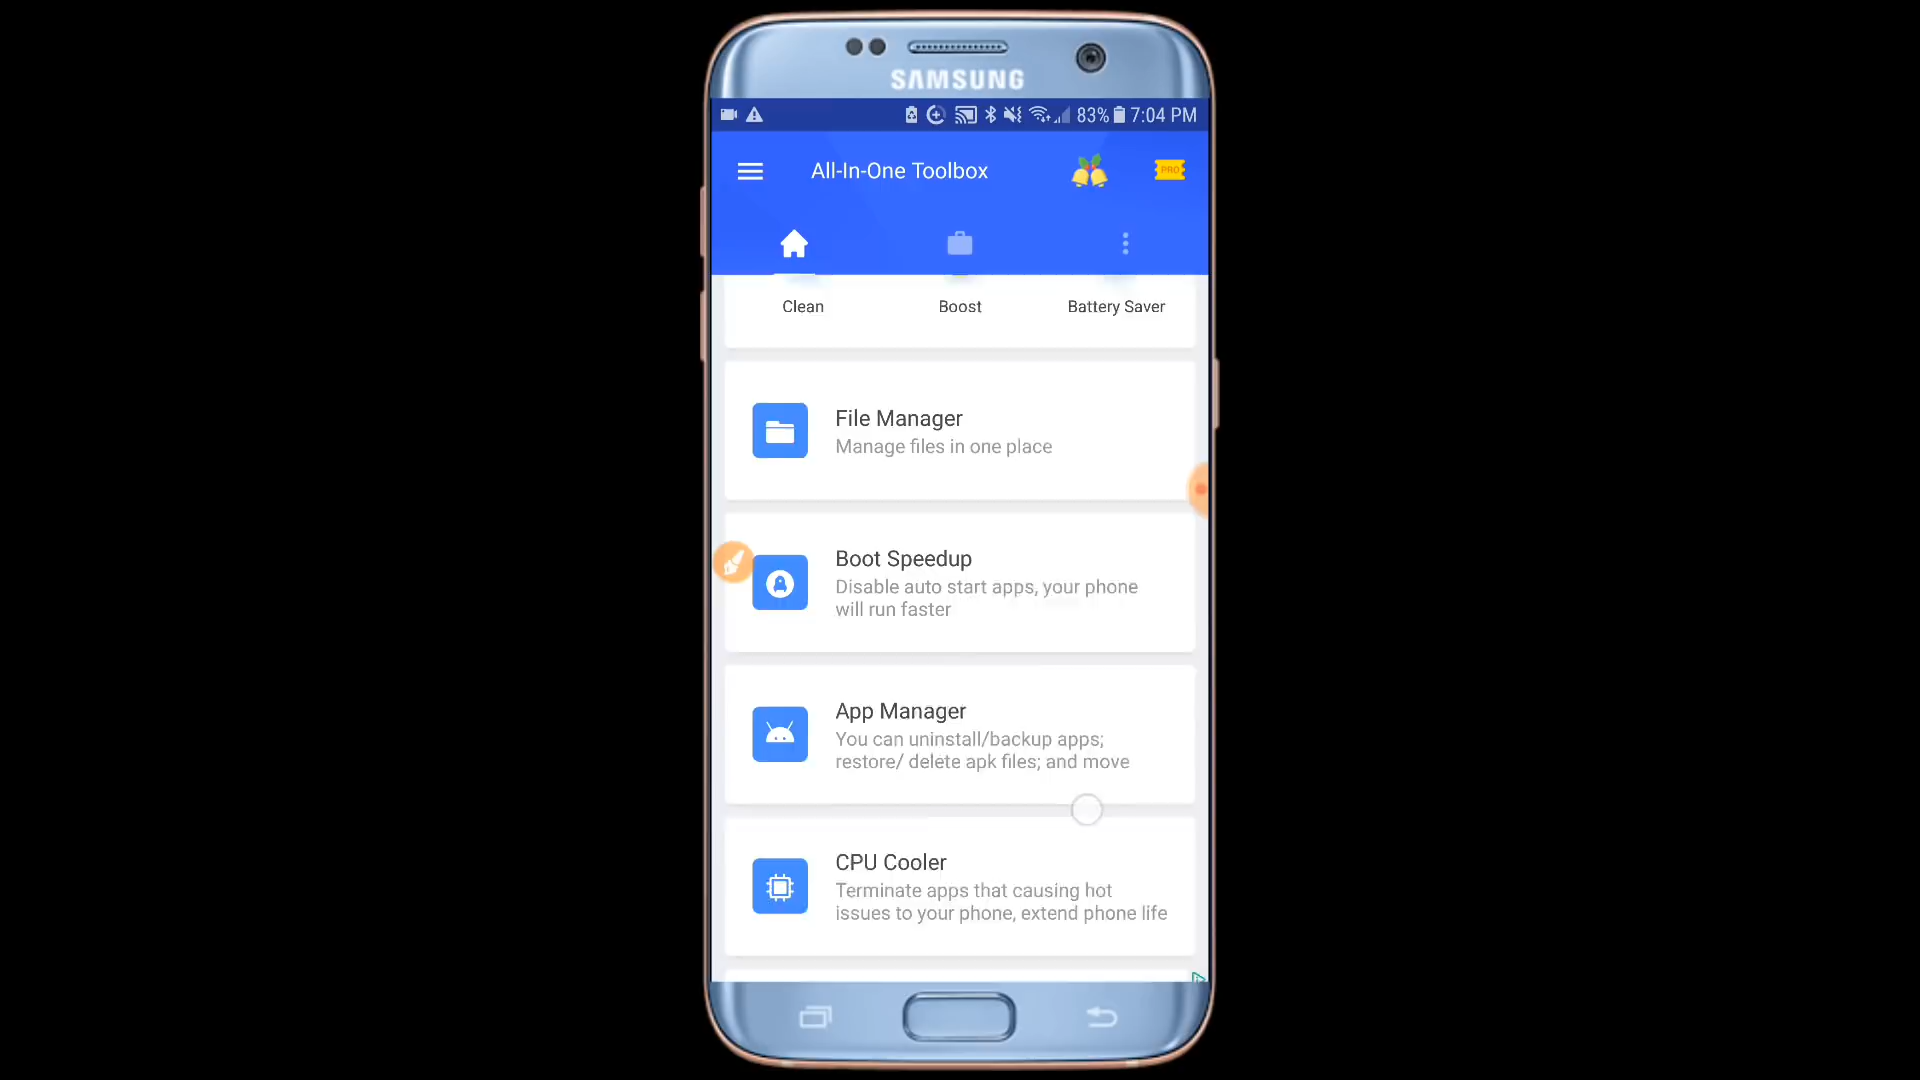 SAMSUNG
83% 7:04 PM
All-In-One Toolbox
PRO
Clean
Boost
Battery Saver
File Manager
Manage files in one place
Boot Speedup
Disable auto start apps, your phone
will run faster
App Manager
You can uninstall/backup apps;
restore/ delete apk files; and move
CPU Cooler
Terminate apps that causing hot
issues to your phone, extend phone life